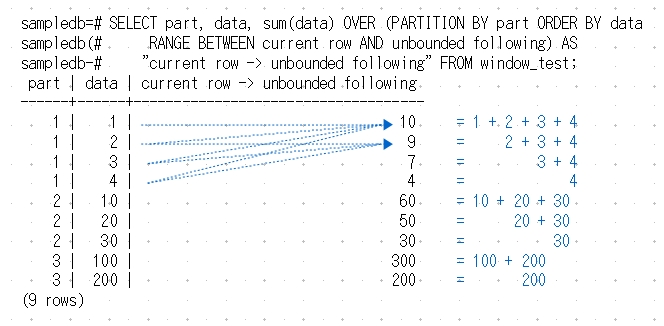 sampledb=# SELECT part, data, sum(data) OVER (PARTITION BY part ORDER BY data
sampledb(#      RANGE BETWEEN current row AND unbounded following) AS
sampledb-#      "current row -> unbounded following" FROM window_test;
 part | data | current row -> unbounded following
------+------+------------------------------------
    1 |    1 |                                 10     = 1 + 2 + 3 + 4
    1 |    2 |                                  9     =     2 + 3 + 4
    1 |    3 |                                  7     =         3 + 4
    1 |    4 |                                  4     =             4
    2 |   10 |                                 60     = 10 + 20 + 30
    2 |   20 |                                 50     =      20 + 30
    2 |   30 |                                 30     =           30
    3 |  100 |                                300     = 100 + 200
    3 |  200 |                                200     =       200
(9 rows)